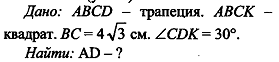 Дано: ABCD – трапеция. ABCK –
квадрат. BC = 4√3 см. ∠CDK = 30°.
Найти: AD – ?